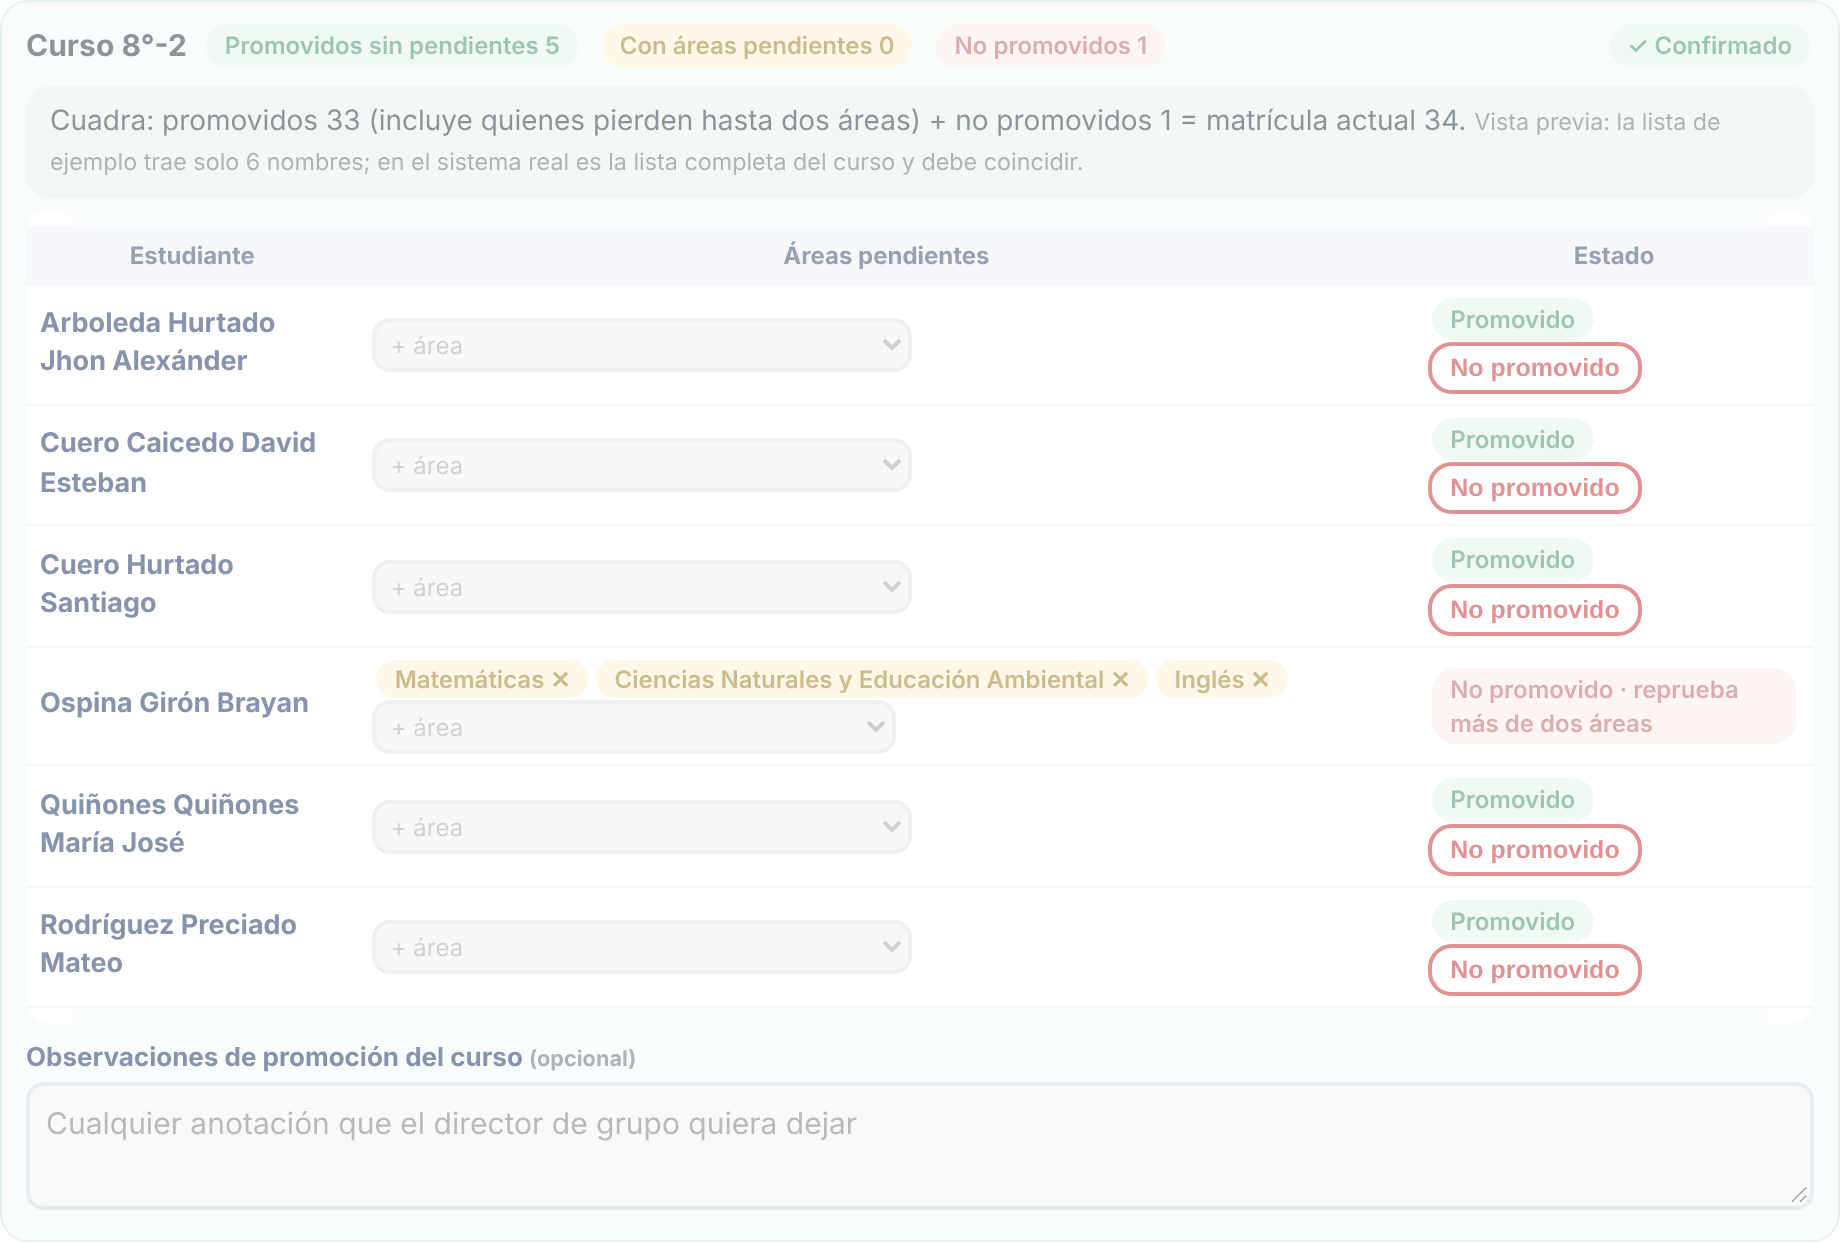 Curso 8°-2 Promovidos sin pendientes 5 Con áreas pendientes 0 No promovidos 1 ✓ Confirmado
Cuadra: promovidos 33 (incluye quienes pierden hasta dos áreas) + no promovidos 1 = matrícula actual 34. Vista previa: la lista de
ejemplo trae solo 6 nombres; en el sistema real es la lista completa del curso y debe coincidir.
Estudiante Áreas pendientes Estado
Arboleda Hurtado
Jhon Alexánder
+ área
Promovido
No promovido
Cuero Caicedo David
Esteban
+ área
Promovido
No promovido
Cuero Hurtado
Santiago
+ área
Promovido
No promovido
Ospina Girón Brayan
Matemáticas ✕ Ciencias Naturales y Educación Ambiental ✕ Inglés ✕
+ área
No promovido · reprueba
más de dos áreas
Quiñones Quiñones
María José
+ área
Promovido
No promovido
Rodríguez Preciado
Mateo
+ área
Promovido
No promovido
Observaciones de promoción del curso (opcional)
Cualquier anotación que el director de grupo quiera dejar